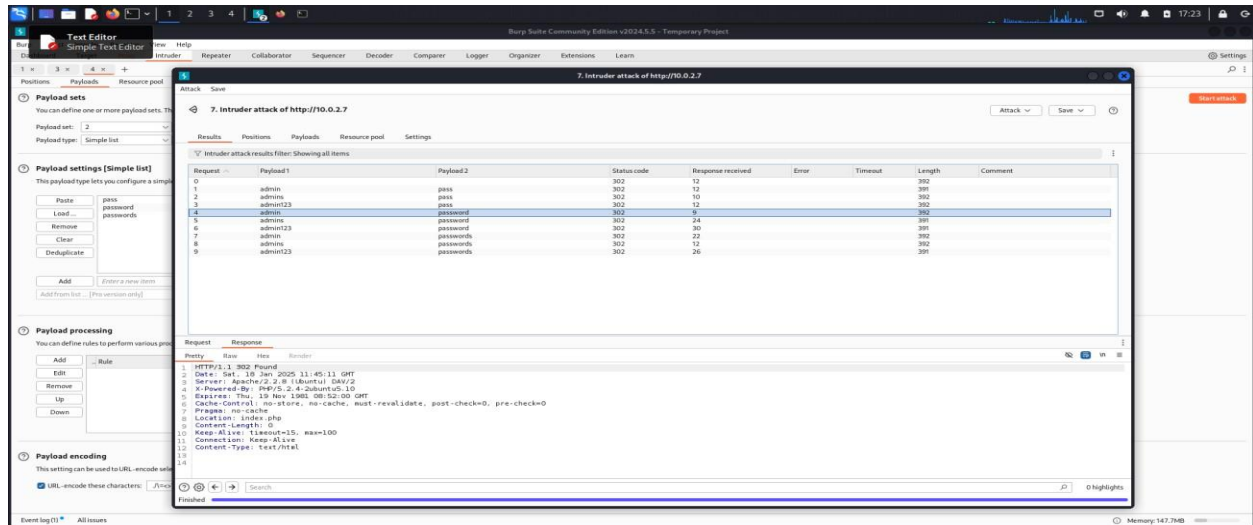 1 2 3 4 17:23
Burp Suite Community Edition v2024.5.5 - Temporary Project
Text Editor
Simple Text Editor
View Help
Intruder Repeater Collaborator Sequencer Decoder Comparer Logger Organizer Extensions Learn Settings
1 × 3 × 4 × +
Positions Payloads Resource pool
Payload sets
You can define one or more payload sets. Th
Payload set: 2
Payload type: Simple list
Payload settings [Simple list]
This payload type lets you configure a simple
Paste
Load ...
Remove
Clear
Deduplicate
pass
password
passwords
Add Enter a new item
Add from list ... [Pro version only]
Payload processing
You can define rules to perform various proc
Add
Edit
Remove
Up
Down
Rule
Payload encoding
This setting can be used to URL-encode sele
URL-encode these characters:
Event log (1) All issues
Start attack
7. Intruder attack of http://10.0.2.7
Attack Save
7. Intruder attack of http://10.0.2.7
Attack Save
Results Positions Payloads Resource pool Settings
Intruder attack results filter: Showing all items
Request Payload 1 Payload 2 Status code Response received Error Timeout Length Comment
0 302 12 392
1 admin pass 302 12 391
2 admins pass 302 10 392
3 admin123 pass 302 12 392
4 admin password 302 9 392
5 admins password 302 24 391
6 admin123 password 302 30 391
7 admin passwords 302 22 392
8 admins passwords 302 12 392
9 admin123 passwords 302 26 391
Request Response
Pretty Raw Hex Render
1 HTTP/1.1 302 Found
2 Date: Sat, 18 Jan 2025 11:45:11 GMT
3 Server: Apache/2.2.8 (Ubuntu) DAV/2
4 X-Powered-By: PHP/5.2.4-2ubuntu5.10
5 Expires: Thu, 19 Nov 1981 08:52:00 GMT
6 Cache-Control: no-store, no-cache, must-revalidate, post-check=0, pre-check=0
7 Pragma: no-cache
8 Location: index.php
9 Content-Length: 0
10 Keep-Alive: timeout=15, max=100
11 Connection: Keep-Alive
12 Content-Type: text/html
13
14
Search 0 highlights
Finished
Memory: 147.7MB